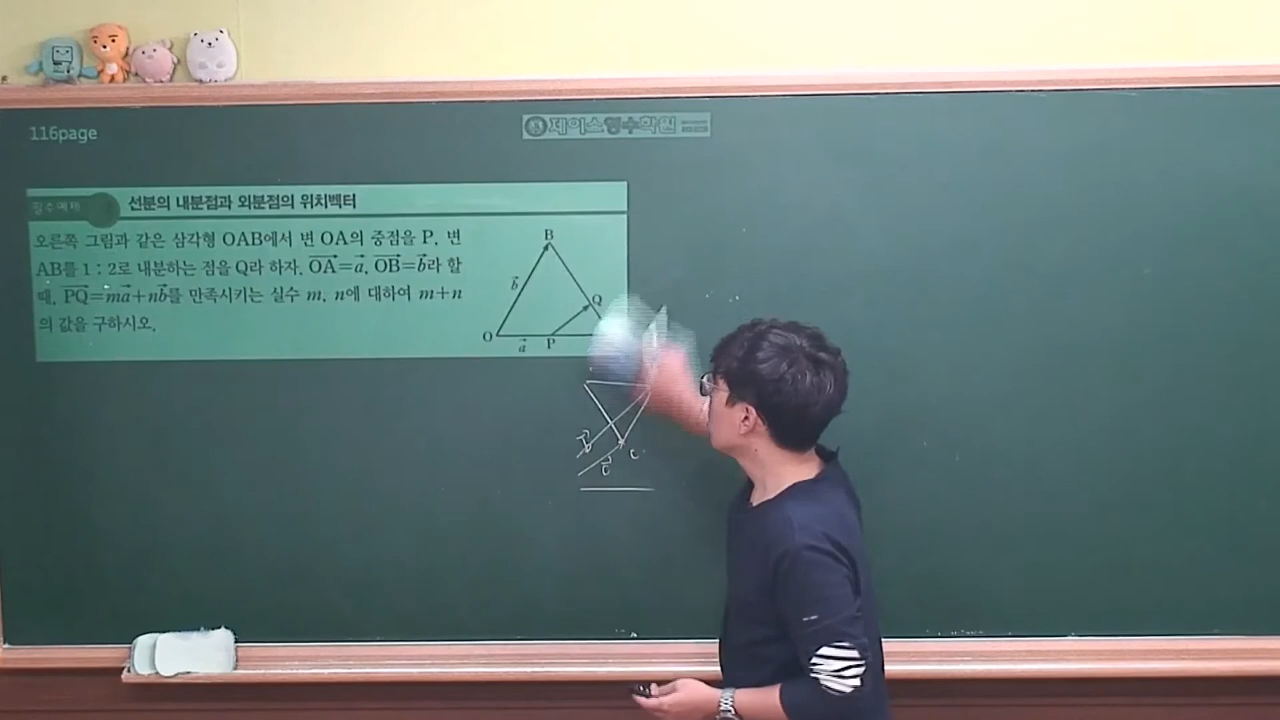 116page
제이스영수학원
필수예제
선분의 내분점과 외분점의 위치벡터
오른쪽 그림과 같은 삼각형 OAB에서 변 OA의 중점을 P, 변
AB를 1 : 2로 내분하는 점을 Q라 하자. \overrightarrow{OA}=\vec{a}, \overrightarrow{OB}=\vec{b}라 할
때, \overrightarrow{PQ}=m\vec{a}+n\vec{b}를 만족시키는 실수 m, n에 대하여 m+n
의 값을 구하시오.
B
\vec{b}
Q
O
\vec{a}
P
\vec{b}
\vec{c}
C